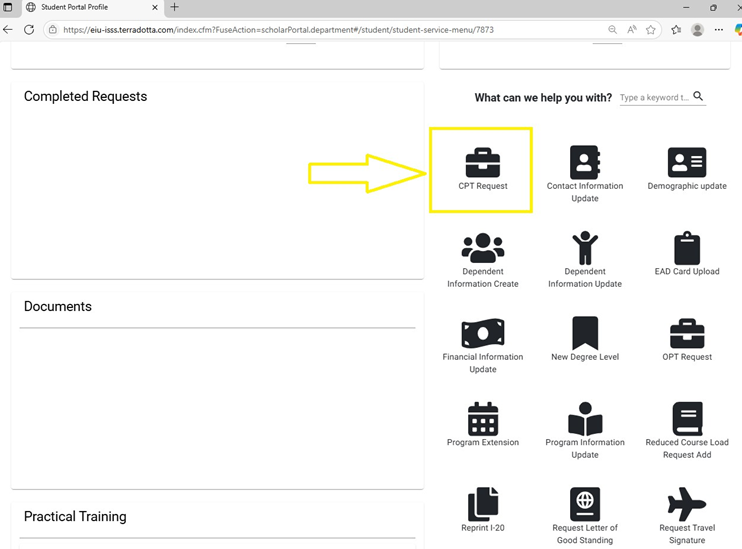 Student Portal Profile
https://eiu-isss.terradotta.com/index.cfm?FuseAction=scholarPortal.department#/student/student-service-menu/7873
Completed Requests
What can we help you with?
Type a keyword t...
CPT Request
Contact Information
Update
Demographic update
Dependent
Information Create
Dependent
Information Update
EAD Card Upload
Documents
Financial Information
Update
New Degree Level
OPT Request
Program Extension
Program Information
Update
Reduced Course Load
Request Add
Practical Training
Reprint I-20
Request Letter of
Good Standing
Request Travel
Signature